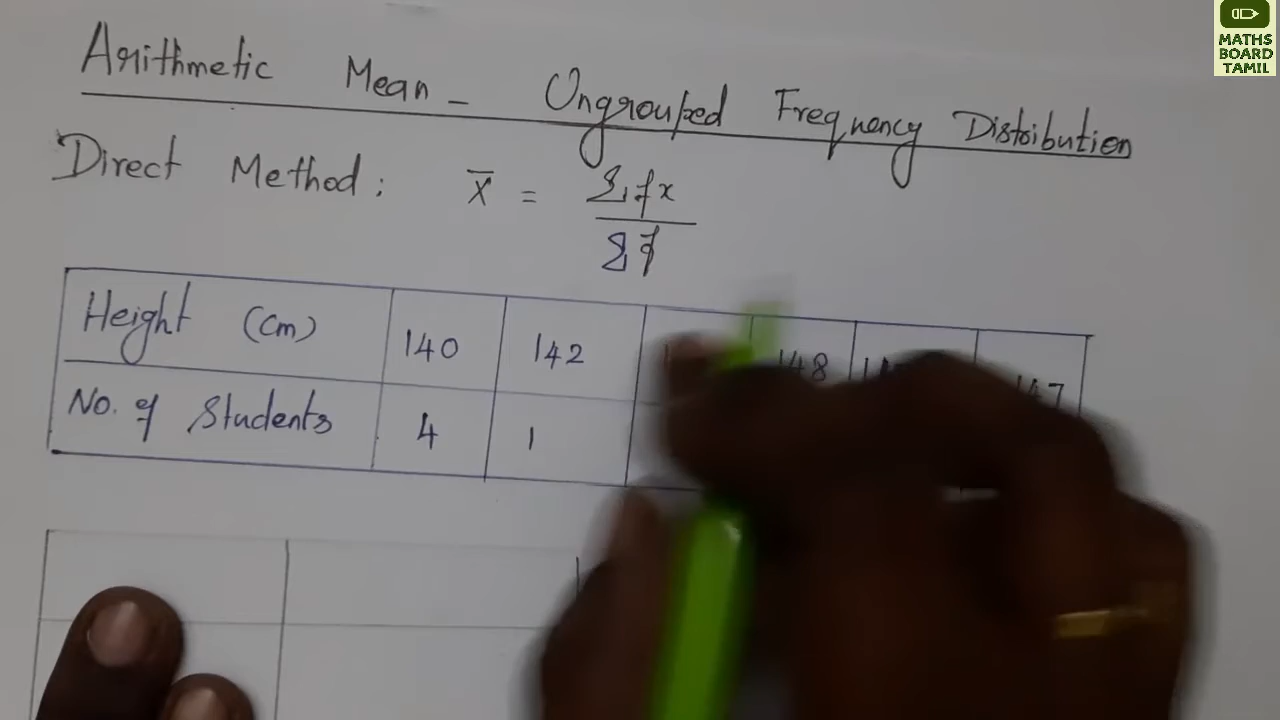 MATHS
BOARD
TAMIL
Arithmetic Mean - Ungrouped Frequency Distribution
Direct Method : x̄ = Σfx / Σf
Height (Cm) 140 142 148 147
No. of Students 4 1